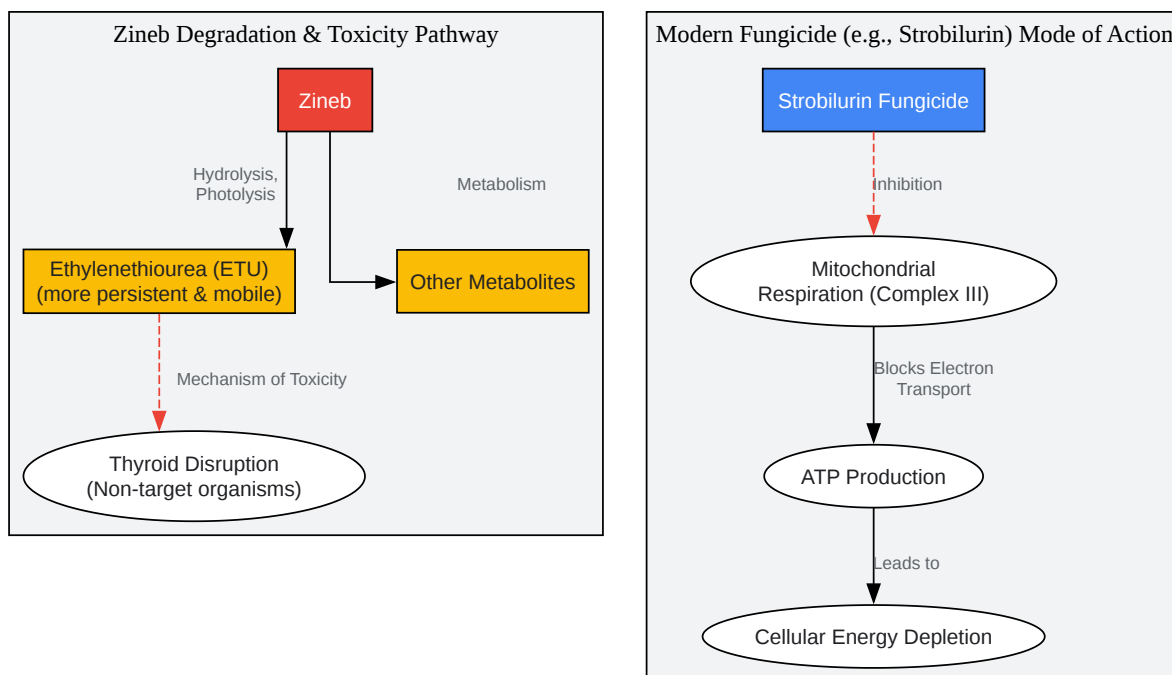 Zineb Degradation & Toxicity Pathway
Zineb
Hydrolysis,
Photolysis
Metabolism
Ethylenethiourea (ETU)
(more persistent & mobile)
Other Metabolites
Mechanism of Toxicity
Thyroid Disruption
(Non-target organisms)
Modern Fungicide (e.g., Strobilurin) Mode of Action
Strobilurin Fungicide
Inhibition
Mitochondrial
Respiration (Complex III)
Blocks Electron
Transport
ATP Production
Leads to
Cellular Energy Depletion